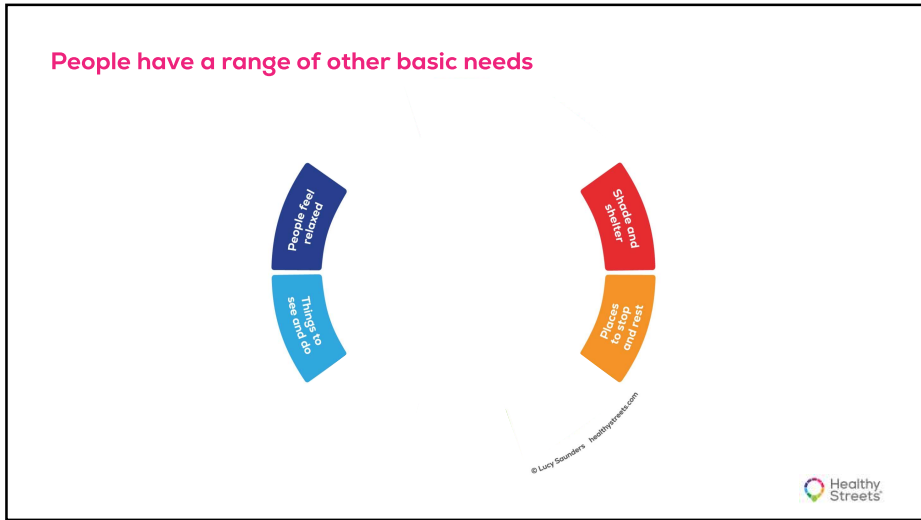 People have a range of other basic needs
People feel
relaxed
Things to
see and do
Shade and
shelter
Places
to stop
and rest
© Lucy Saunders healthystreets.com
Healthy
Streets®